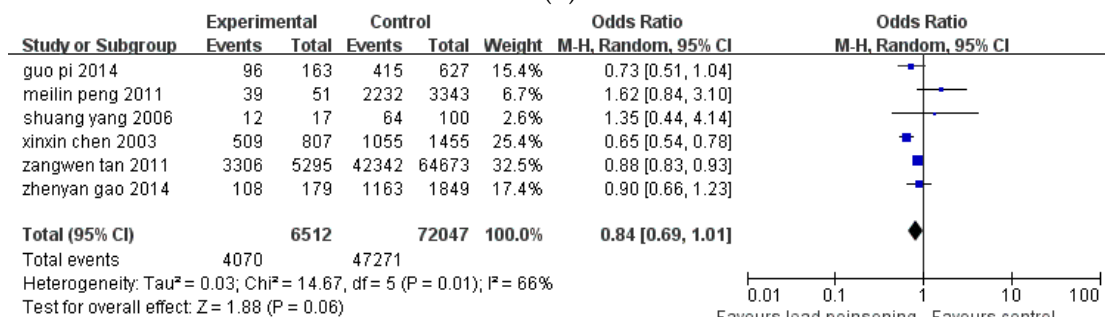 Experimental Control Odds Ratio Odds Ratio
Study or Subgroup Events Total Events Total Weight M-H, Random, 95% CI M-H, Random, 95% CI
guo pi 2014 96 163 415 627 15.4% 0.73 [0.51, 1.04]
meilin peng 2011 39 51 2232 3343 6.7% 1.62 [0.84, 3.10]
shuang yang 2006 12 17 64 100 2.6% 1.35 [0.44, 4.14]
xinxin chen 2003 509 807 1055 1455 25.4% 0.65 [0.54, 0.78]
zangwen tan 2011 3306 5295 42342 64673 32.5% 0.88 [0.83, 0.93]
zhenyan gao 2014 108 179 1163 1849 17.4% 0.90 [0.66, 1.23]
Total (95% CI) 6512 72047 100.0% 0.84 [0.69, 1.01]
Total events 4070 47271
Heterogeneity: Tau² = 0.03; Chi² = 14.67, df = 5 (P = 0.01); I² = 66%
Test for overall effect: Z = 1.88 (P = 0.06)
0.01 0.1 1 10 100
Favours lead poinsoning Favours control